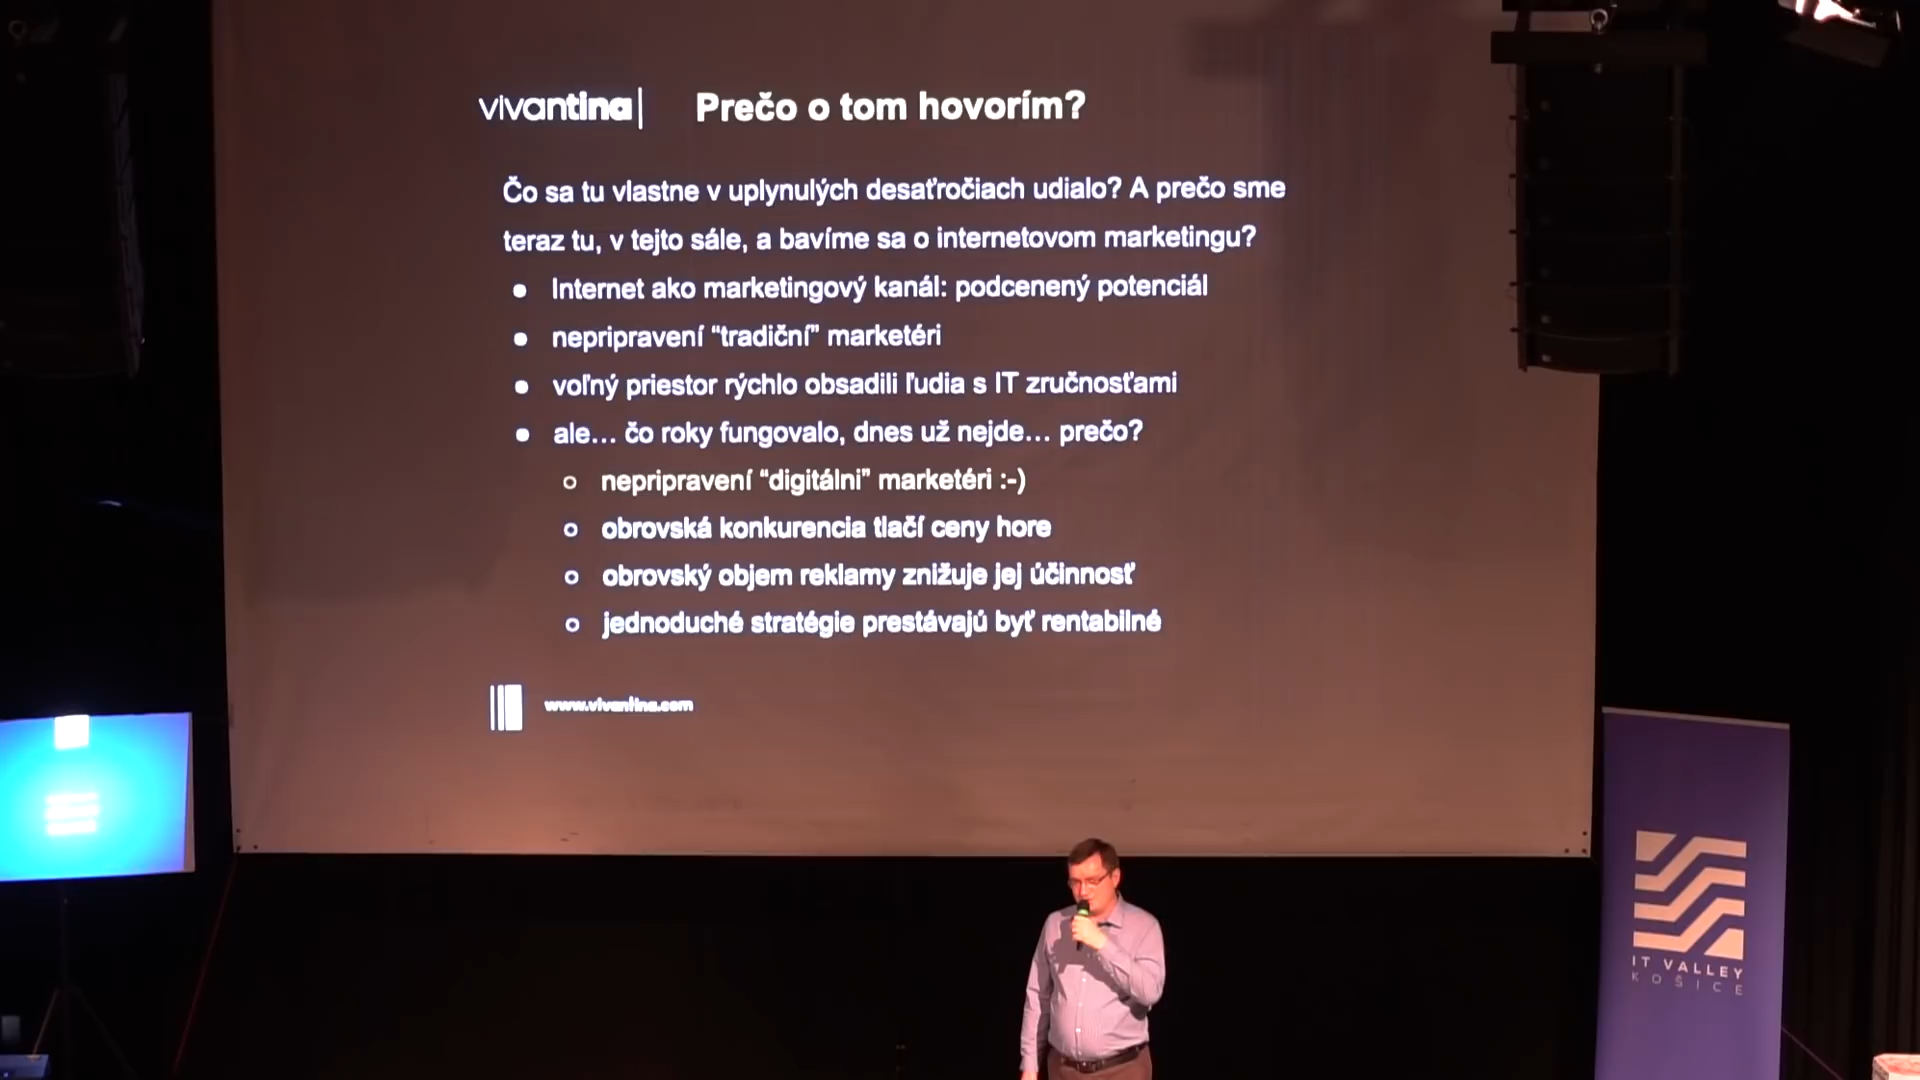 vivantina| Prečo o tom hovorím?
Čo sa tu vlastne v uplynulých desaťročiach udialo? A prečo sme
teraz tu, v tejto sále, a bavíme sa o internetovom marketingu?
● Internet ako marketingový kanál: podcenený potenciál
● nepripravení “tradiční” marketéri
● voľný priestor rýchlo obsadili ľudia s IT zručnosťami
● ale... čo roky fungovalo, dnes už nejde... prečo?
○ nepripravení “digitálni” marketéri :-)
○ obrovská konkurencia tlačí ceny hore
○ obrovský objem reklamy znižuje jej účinnosť
○ jednoduché stratégie prestávajú byť rentabilné
www.vivantina.com
IT VALLEY
KOŠICE